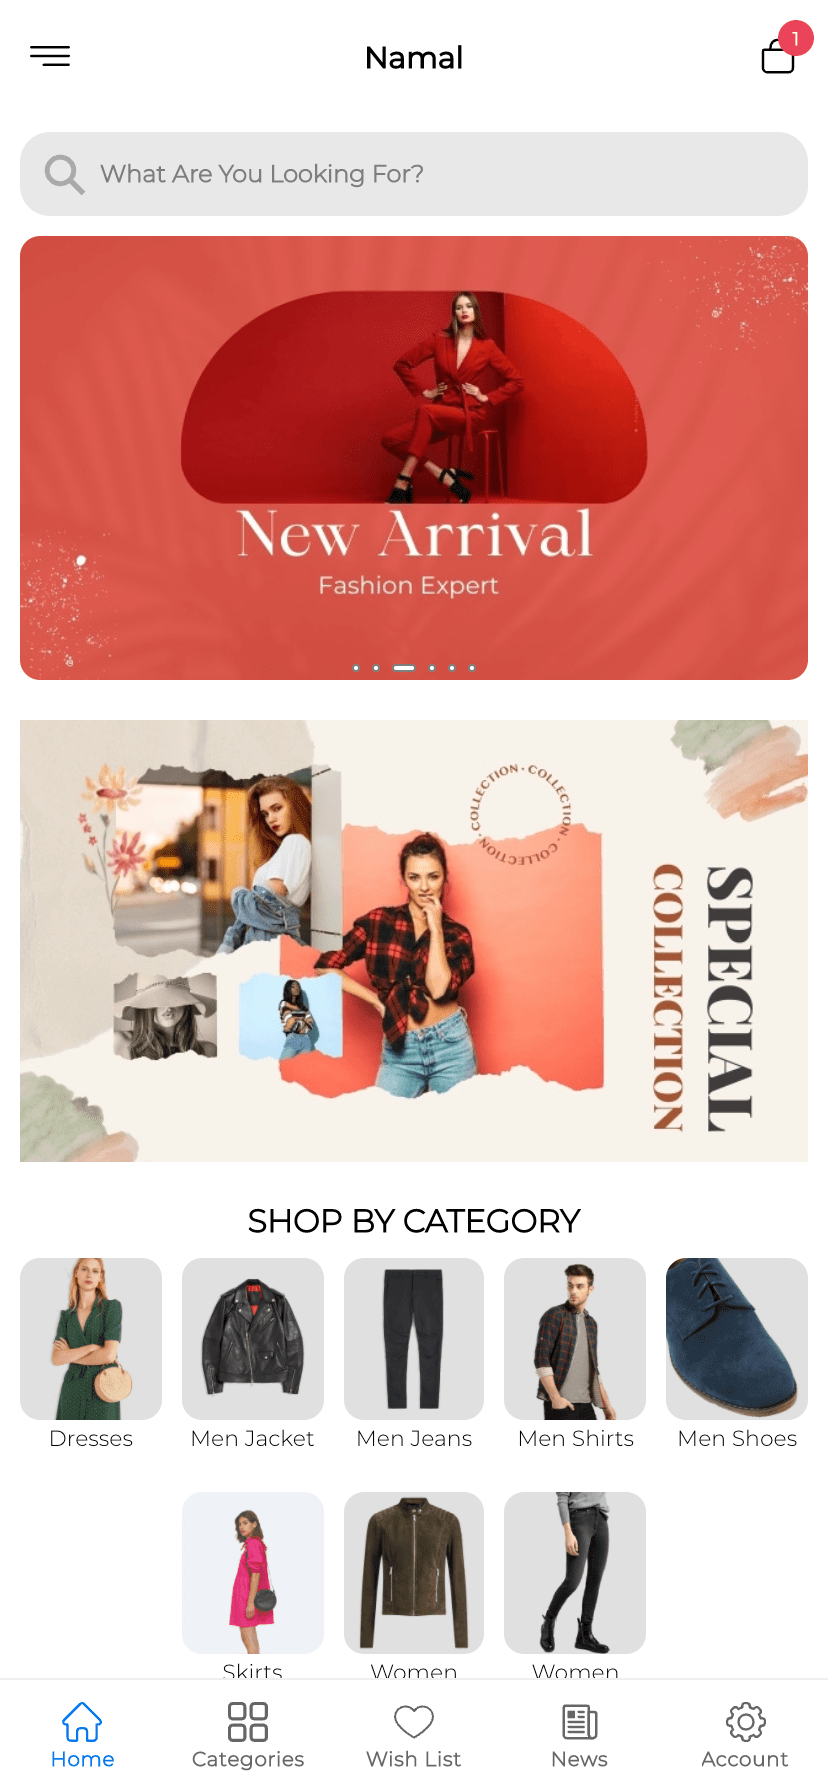 Namal
1
What Are You Looking For?
New Arrival
Fashion Expert
COLLECTION · COLLECTION · COLLECTION ·
SPECIAL
COLLECTION
SHOP BY CATEGORY
Dresses
Men Jacket
Men Jeans
Men Shirts
Men Shoes
Skirts
Women
Women
Home
Categories
Wish List
News
Account